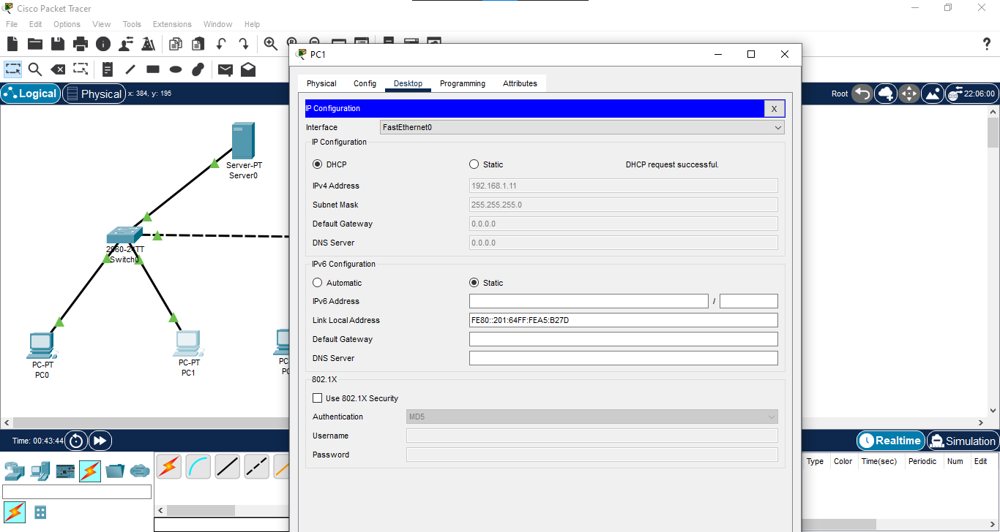 Cisco Packet Tracer
File Edit Options View Tools Extensions Window Help
?
Logical
Physical
x: 384, y: 195
Root
22:06:00
Server-PT
Server0
2960-24TT
Switch0
PC-PT
PC0
PC-PT
PC1
PC
PC
PC1
Physical Config Desktop Programming Attributes
IP Configuration
X
Interface FastEthernet0
IP Configuration
DHCP Static DHCP request successful.
IPv4 Address 192.168.1.11
Subnet Mask 255.255.255.0
Default Gateway 0.0.0.0
DNS Server 0.0.0.0
IPv6 Configuration
Automatic Static
IPv6 Address /
Link Local Address FE80::201:64FF:FEA5:B27D
Default Gateway
DNS Server
802.1X
Use 802.1X Security
Authentication MD5
Username
Password
Time: 00:43:44
Realtime
Simulation
Type Color Time(sec) Periodic Num Edit